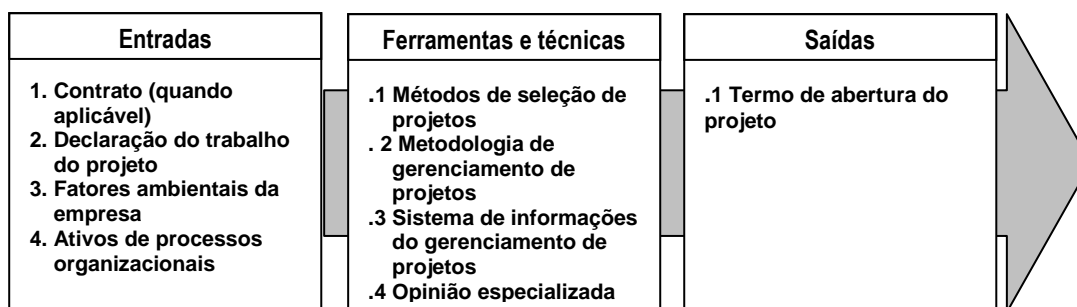 Entradas
1. Contrato (quando
aplicável)
2. Declaração do trabalho
do projeto
3. Fatores ambientais da
empresa
4. Ativos de processos
organizacionais
Ferramentas e técnicas
.1 Métodos de seleção de
projetos
. 2 Metodologia de
gerenciamento de
projetos
.3 Sistema de informações
do gerenciamento de
projetos
.4 Opinião especializada
Saídas
.1 Termo de abertura do
projeto